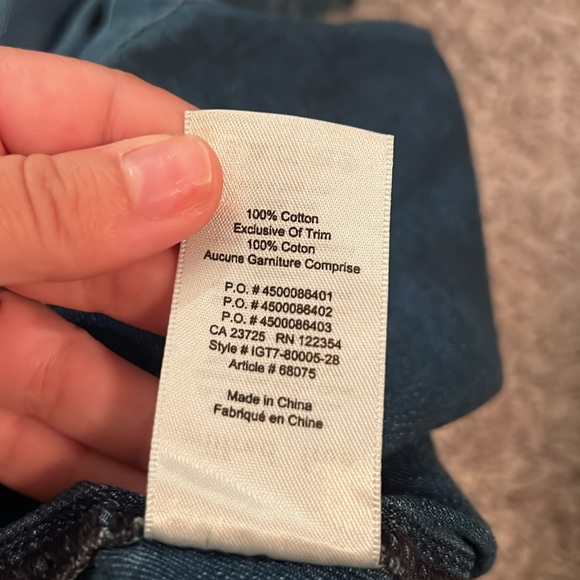 100% Cotton
Exclusive Of Trim
100% Coton
Aucune Garniture Comprise
P.O. # 4500086401
P.O. # 4500086402
P.O. # 4500086403
CA 23725 RN 122354
Style # IGT7-80005-28
Article # 68075
Made in China
Fabriqué en Chine